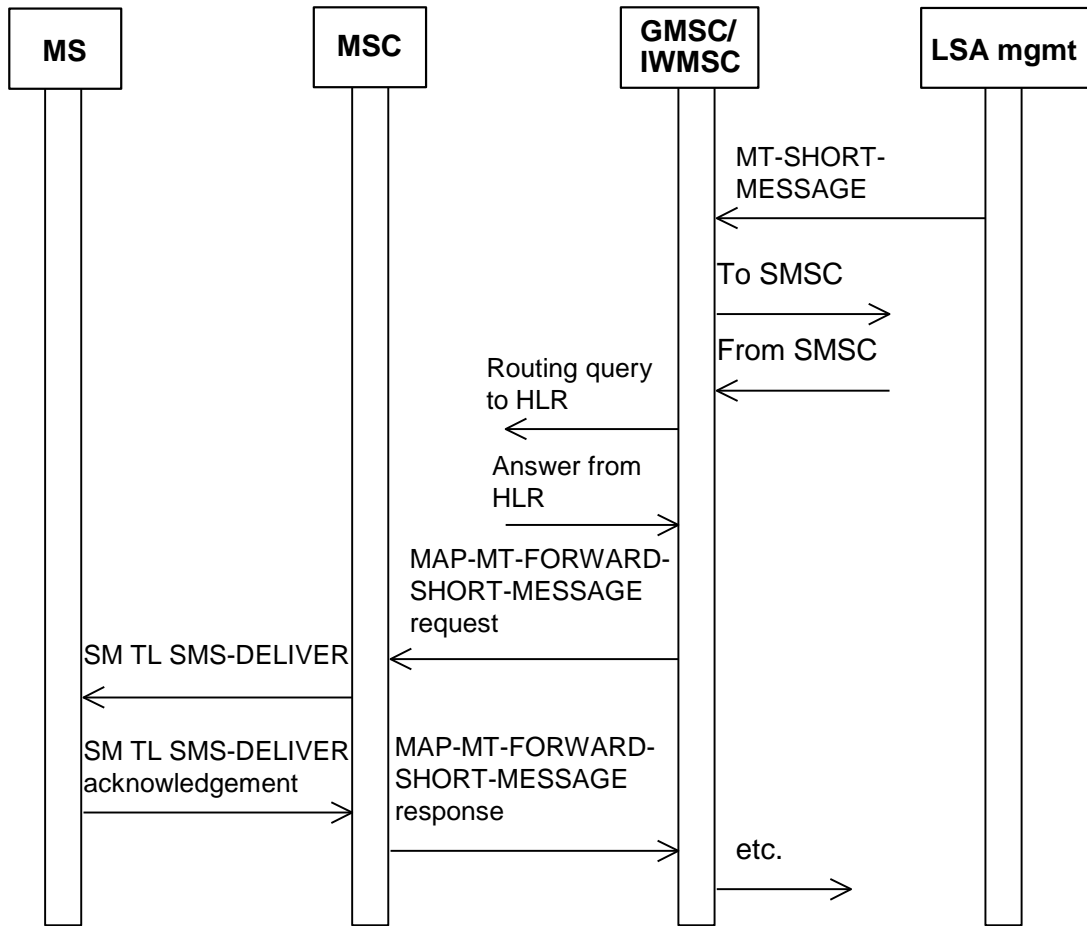 MS
MSC
GMSC/
IWMSC
LSA mgmt
MT-SHORT-
MESSAGE
To SMSC
From SMSC
Routing query
to HLR
Answer from
HLR
MAP-MT-FORWARD-
SHORT-MESSAGE
request
SM TL SMS-DELIVER
SM TL SMS-DELIVER
acknowledgement
MAP-MT-FORWARD-
SHORT-MESSAGE
response
etc.